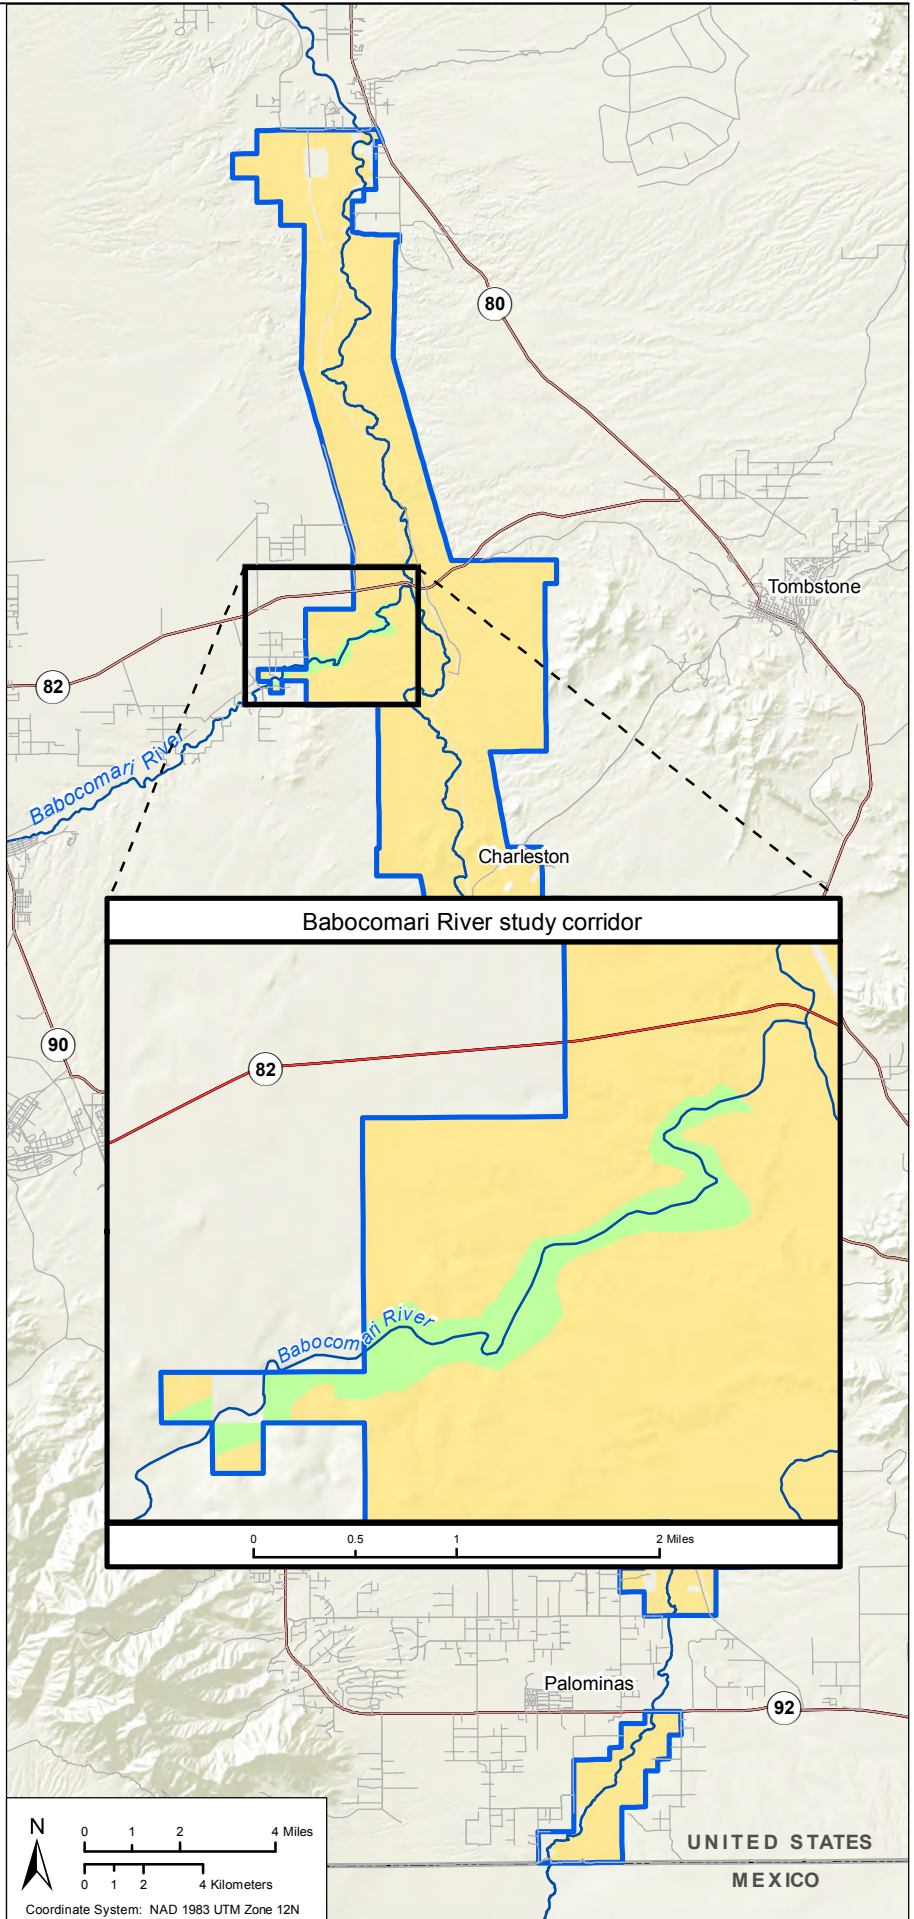 80
Tombstone
82
Babocomari River
Charleston
Babocomari River study corridor
90
82
Babocomari River
0 0.5 1 2 Miles
Palominas
92
N
0 1 2 4 Miles
0 1 2 4 Kilometers
Coordinate System: NAD 1983 UTM Zone 12N
UNITED STATES
MEXICO